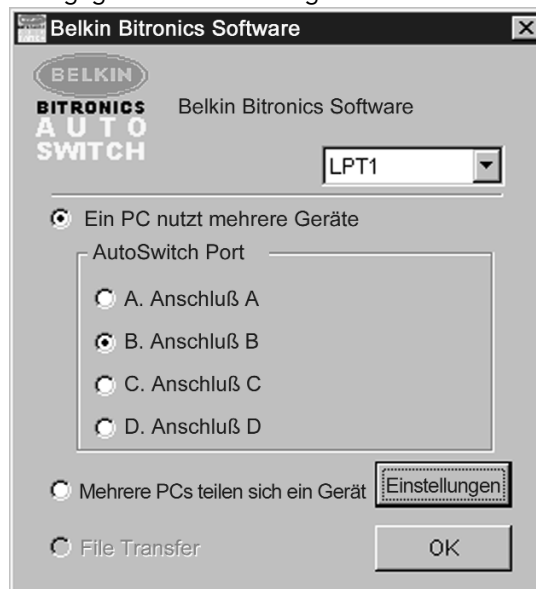 Belkin Bitronics Software
BELKIN
BITRONICS
AUTO
SWITCH
Belkin Bitronics Software
LPT1
Ein PC nutzt mehrere Geräte
AutoSwitch Port
A. Anschluß A
B. Anschluß B
C. Anschluß C
D. Anschluß D
Mehrere PCs teilen sich ein Gerät
Einstellungen
File Transfer
OK